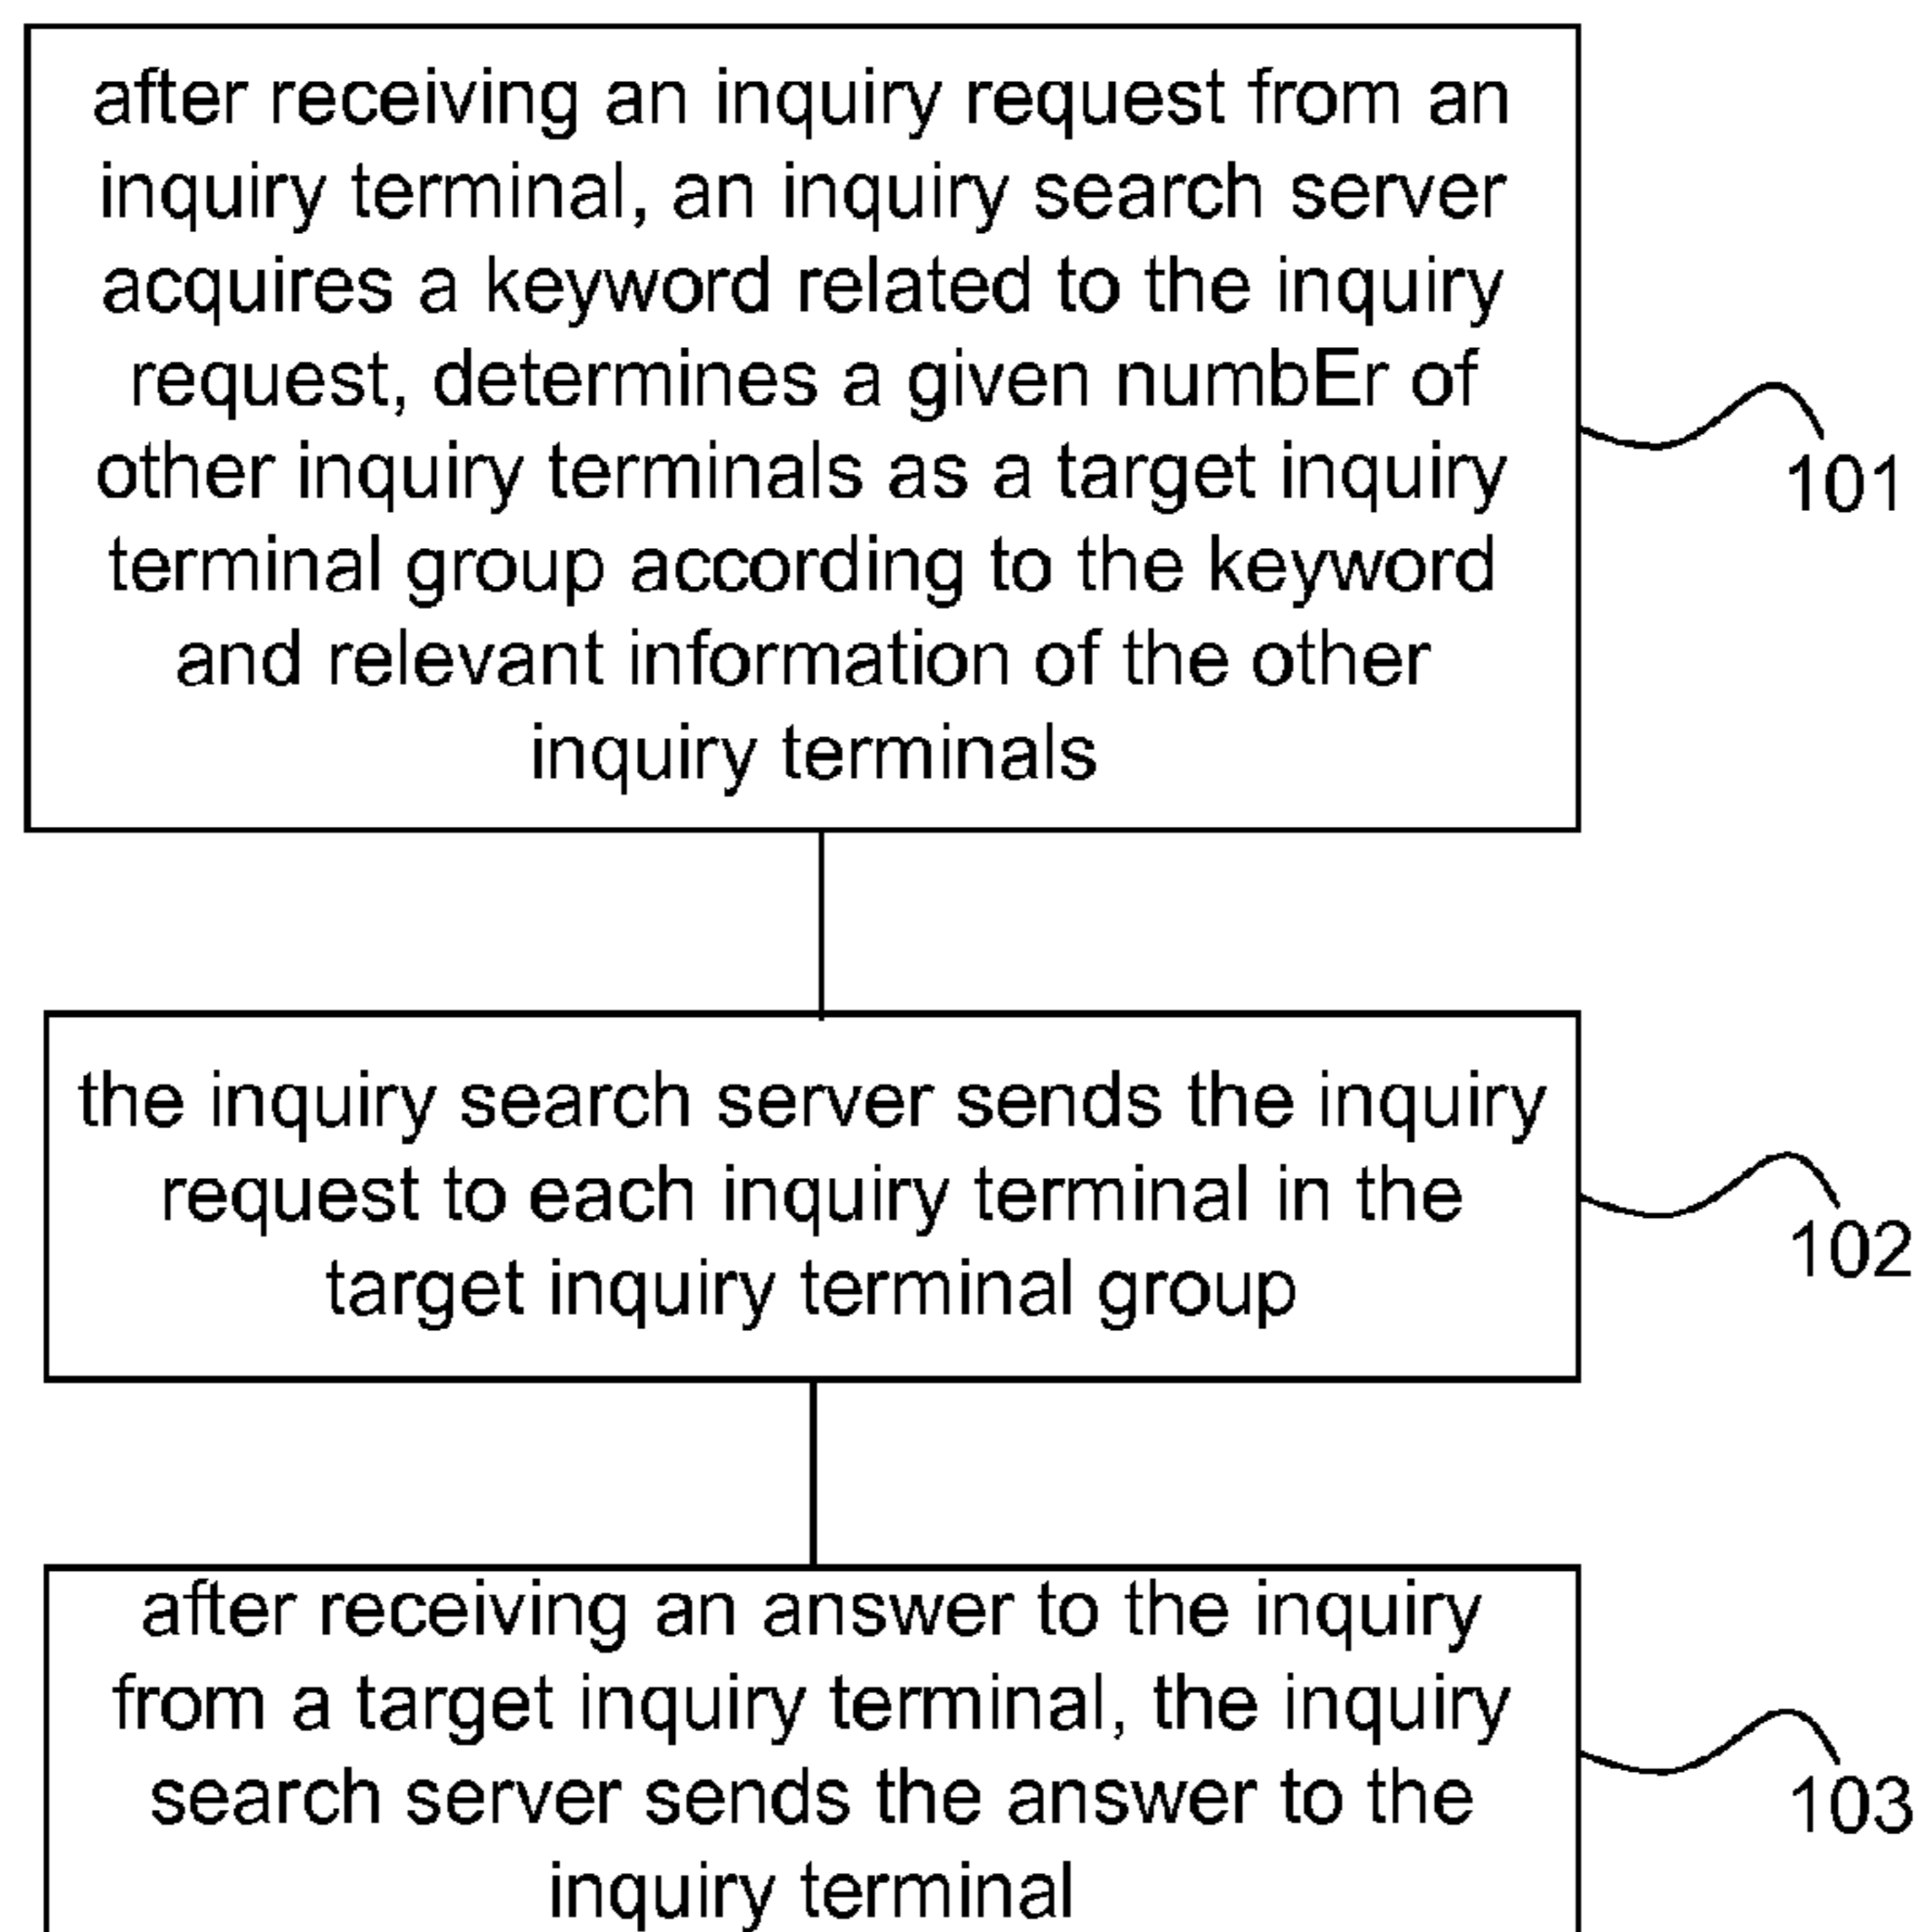 after receiving an inquiry request from an
inquiry terminal, an inquiry search server
acquires a keyword related to the inquiry
request, determines a given numbEr of
other inquiry terminals as a target inquiry
terminal group according to the keyword
and relevant information of the other
inquiry terminals
101
the inquiry search server sends the inquiry
request to each inquiry terminal in the
target inquiry terminal group
102
after receiving an answer to the inquiry
from a target inquiry terminal, the inquiry
search server sends the answer to the
inquiry terminal
103